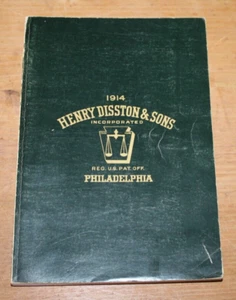 1914
HENRY DISSTON & SONS
INCORPORATED
REG. U.S. PAT. OFF.
PHILADELPHIA